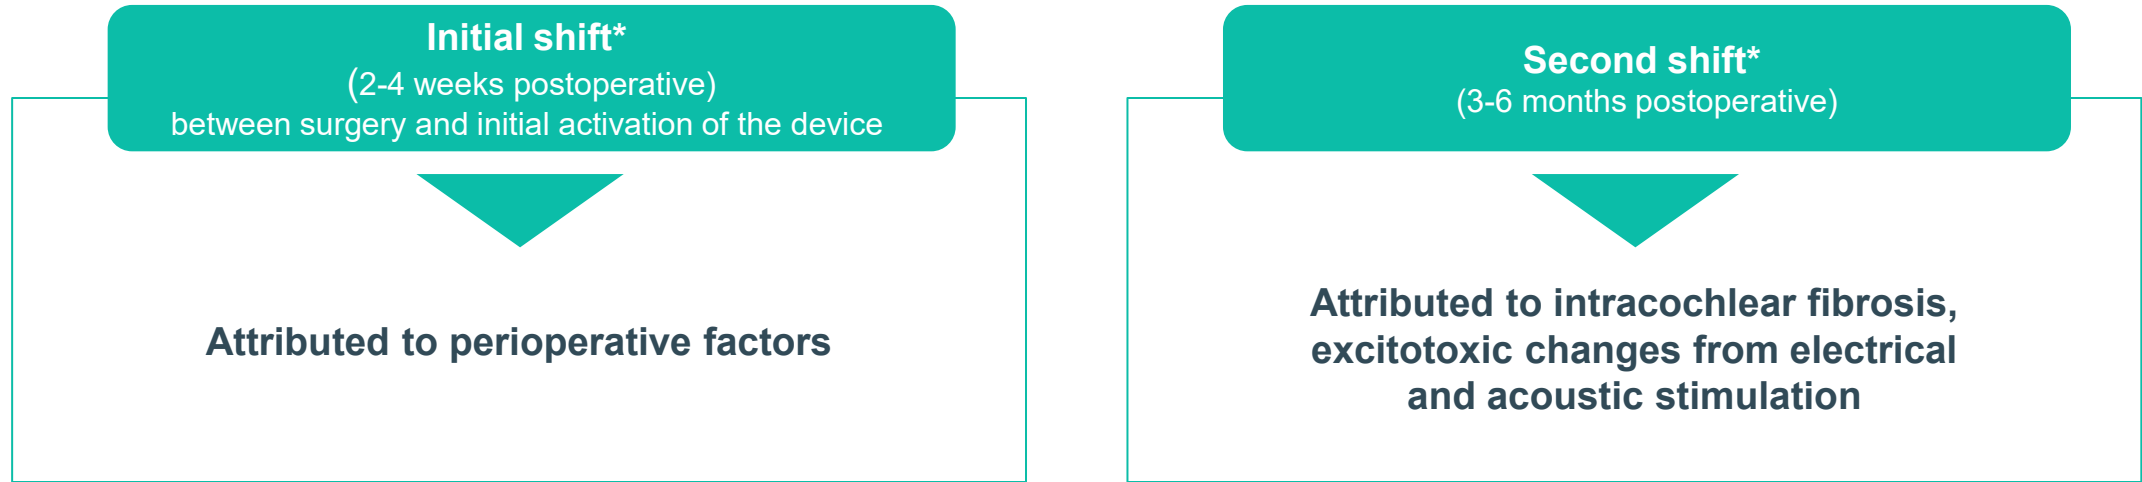 Initial shift*
(2-4 weeks postoperative)
between surgery and initial activation of the device
Attributed to perioperative factors
Second shift*
(3-6 months postoperative)
Attributed to intracochlear fibrosis,
excitotoxic changes from electrical
and acoustic stimulation